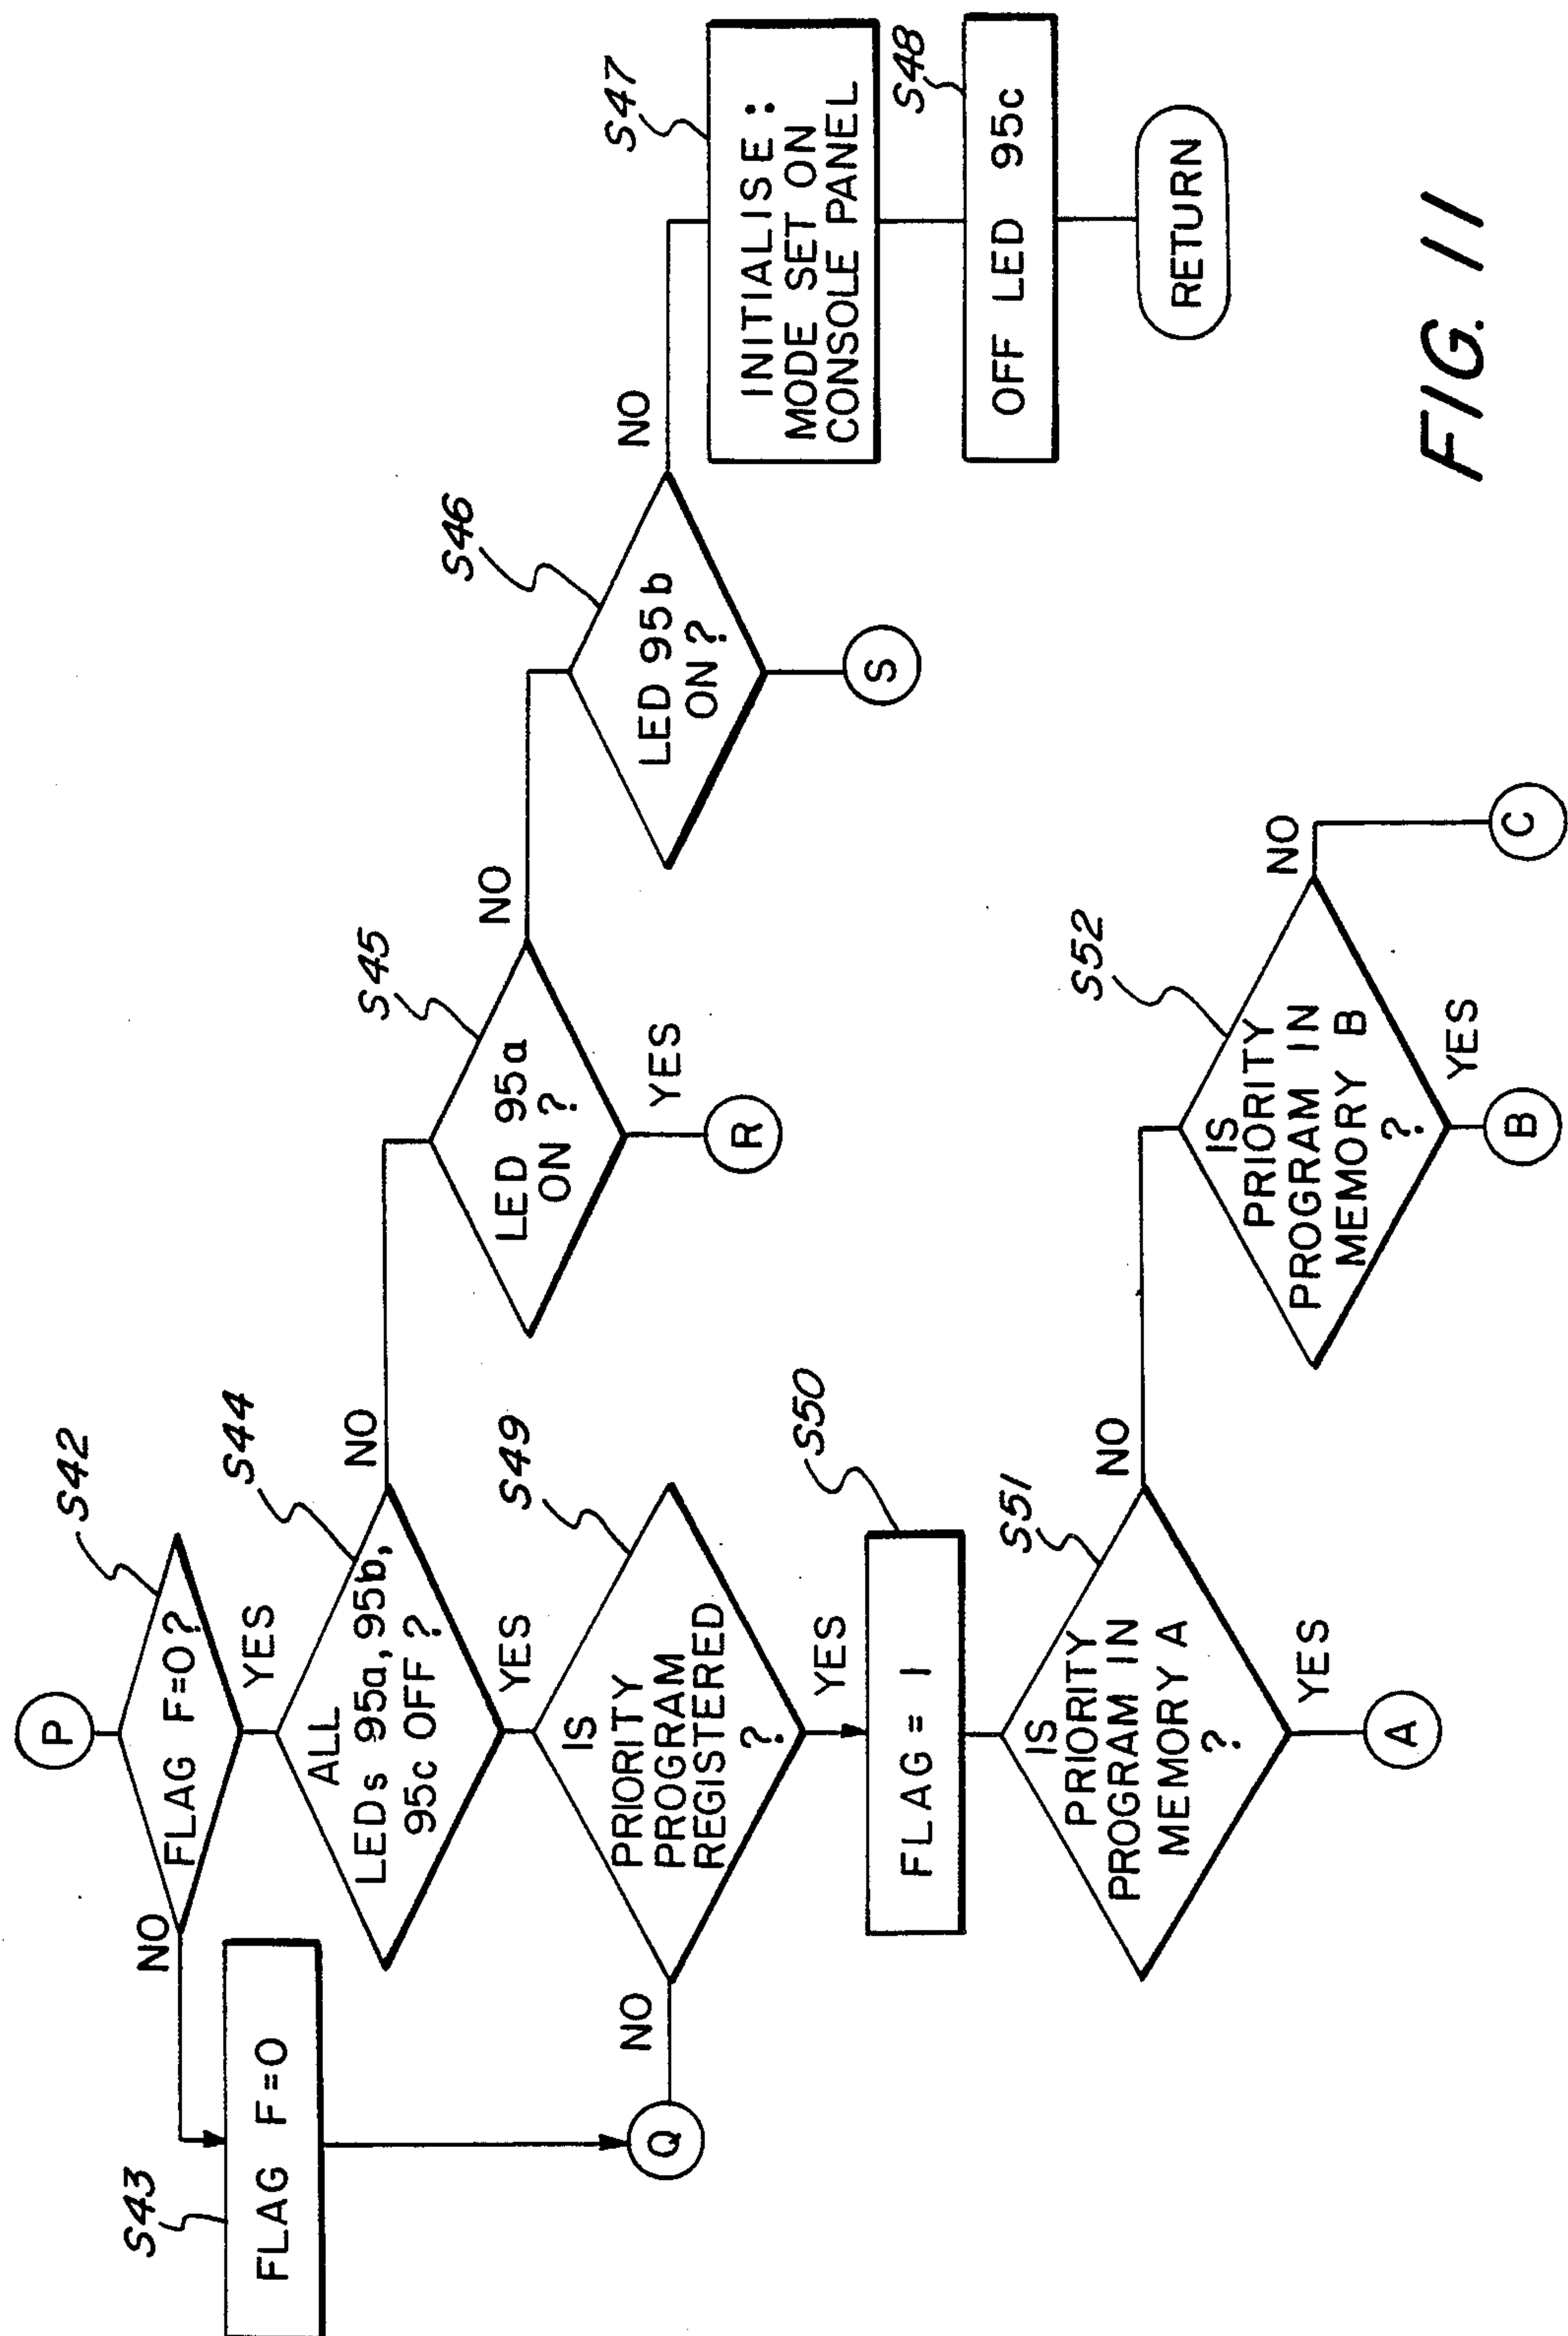 P
S42
FLAG F=0?
NO
YES
S43
FLAG F=0
S44
ALL
LEDs 95a, 95b,
95c OFF ?
NO
YES
S45
LED 95a
ON ?
NO
YES
R
S46
LED 95b
ON ?
NO
S
S47
INITIALISE :
MODE SET ON
CONSOLE PANEL
S48
OFF LED 95c
RETURN
S49
IS
PRIORITY
PROGRAM
REGISTERED
?
NO
Q
YES
S50
FLAG = 1
S51
IS
PRIORITY
PROGRAM IN
MEMORY A
?
NO
YES
A
S52
IS
PRIORITY
PROGRAM IN
MEMORY B
?
NO
YES
B
C
FIG. 11